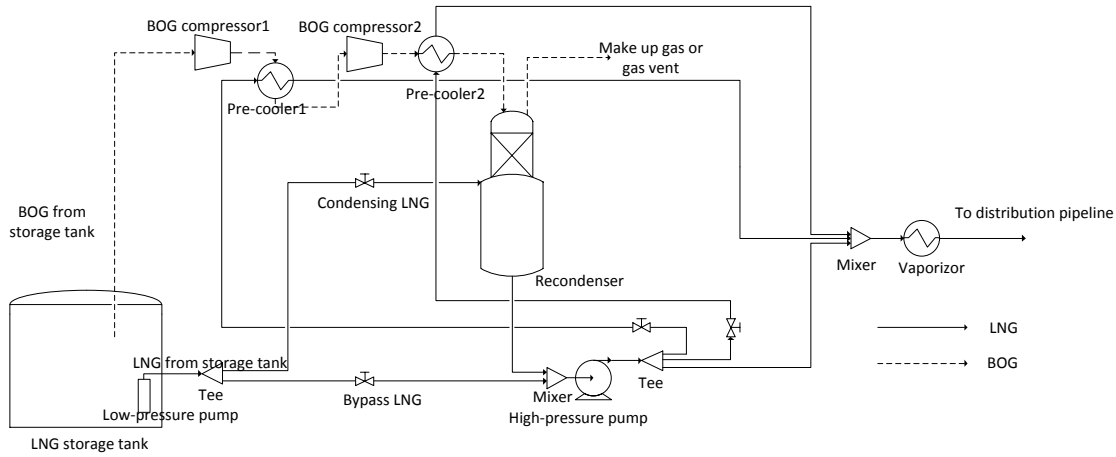 BOG compressor1
BOG compressor2
Make up gas or
gas vent
Pre-cooler2
Pre-cooler1
Condensing LNG
BOG from
storage tank
To distribution pipeline
Mixer
Vaporizor
Recondenser
LNG
LNG from storage tank
BOG
Tee
Tee
Bypass LNG
Mixer
Low-pressure pump
High-pressure pump
LNG storage tank